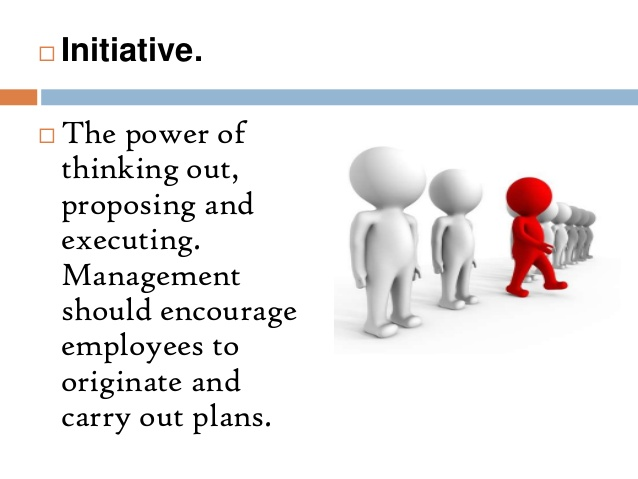 Initiative.
The power of
thinking out,
proposing and
executing.
Management
should encourage
employees to
originate and
carry out plans.